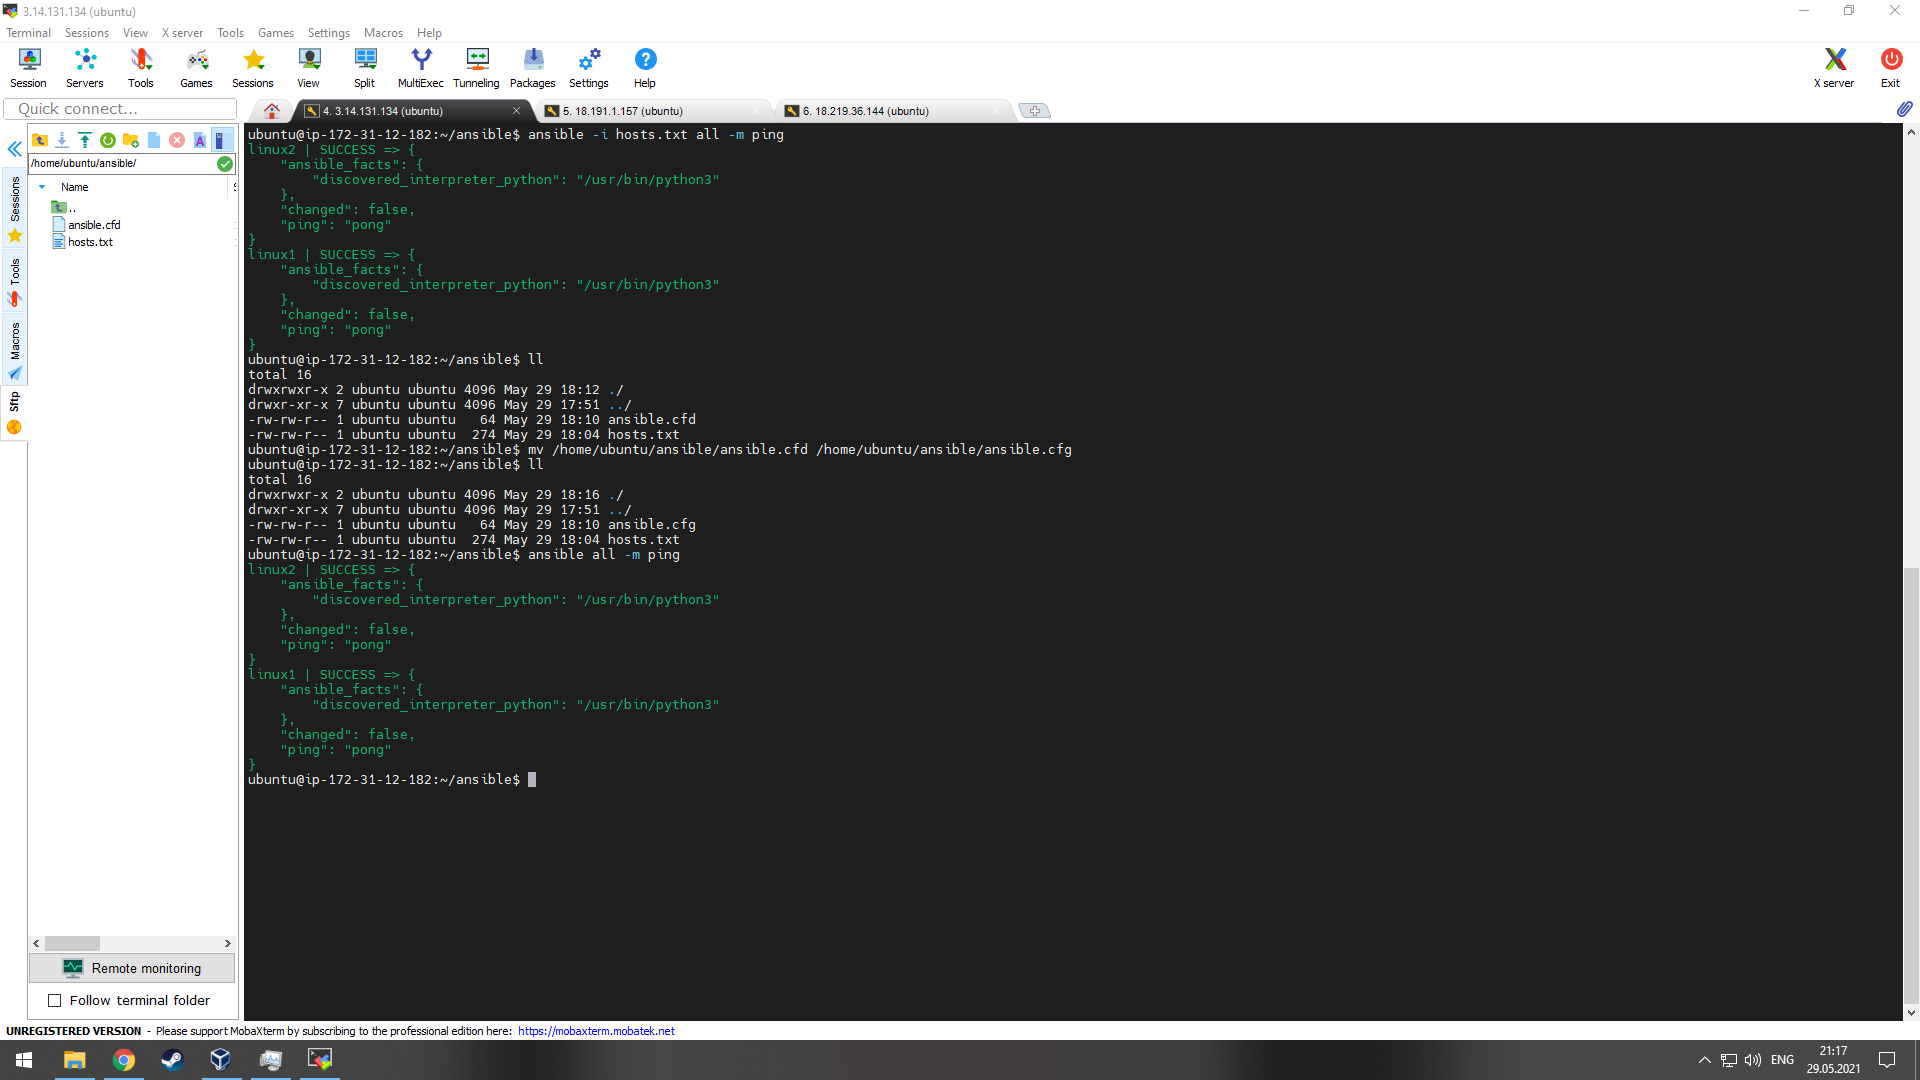 3.14.131.134 (ubuntu)
Terminal Sessions View X server Tools Games Settings Macros Help
Session Servers Tools Games Sessions View Split MultiExec Tunneling Packages Settings Help X server Exit
Quick connect...
4. 3.14.131.134 (ubuntu)
5. 18.191.1.157 (ubuntu)
6. 18.219.36.144 (ubuntu)
Sessions
Tools
Macros
Sftp
/home/ubuntu/ansible/
Name
..
ansible.cfd
hosts.txt
Remote monitoring
Follow terminal folder
ubuntu@ip-172-31-12-182:~/ansible$ ansible -i hosts.txt all -m ping
linux2 | SUCCESS => {
    "ansible_facts": {
        "discovered_interpreter_python": "/usr/bin/python3"
    },
    "changed": false,
    "ping": "pong"
}
linux1 | SUCCESS => {
    "ansible_facts": {
        "discovered_interpreter_python": "/usr/bin/python3"
    },
    "changed": false,
    "ping": "pong"
}
ubuntu@ip-172-31-12-182:~/ansible$ ll
total 16
drwxrwxr-x 2 ubuntu ubuntu 4096 May 29 18:12 ./
drwxr-xr-x 7 ubuntu ubuntu 4096 May 29 17:51 ../
-rw-rw-r-- 1 ubuntu ubuntu   64 May 29 18:10 ansible.cfd
-rw-rw-r-- 1 ubuntu ubuntu  274 May 29 18:04 hosts.txt
ubuntu@ip-172-31-12-182:~/ansible$ mv /home/ubuntu/ansible/ansible.cfd /home/ubuntu/ansible/ansible.cfg
ubuntu@ip-172-31-12-182:~/ansible$ ll
total 16
drwxrwxr-x 2 ubuntu ubuntu 4096 May 29 18:16 ./
drwxr-xr-x 7 ubuntu ubuntu 4096 May 29 17:51 ../
-rw-rw-r-- 1 ubuntu ubuntu   64 May 29 18:10 ansible.cfg
-rw-rw-r-- 1 ubuntu ubuntu  274 May 29 18:04 hosts.txt
ubuntu@ip-172-31-12-182:~/ansible$ ansible all -m ping
linux2 | SUCCESS => {
    "ansible_facts": {
        "discovered_interpreter_python": "/usr/bin/python3"
    },
    "changed": false,
    "ping": "pong"
}
linux1 | SUCCESS => {
    "ansible_facts": {
        "discovered_interpreter_python": "/usr/bin/python3"
    },
    "changed": false,
    "ping": "pong"
}
ubuntu@ip-172-31-12-182:~/ansible$
UNREGISTERED VERSION - Please support MobaXterm by subscribing to the professional edition here: https://mobaxterm.mobatek.net
ENG
21:17
29.05.2021